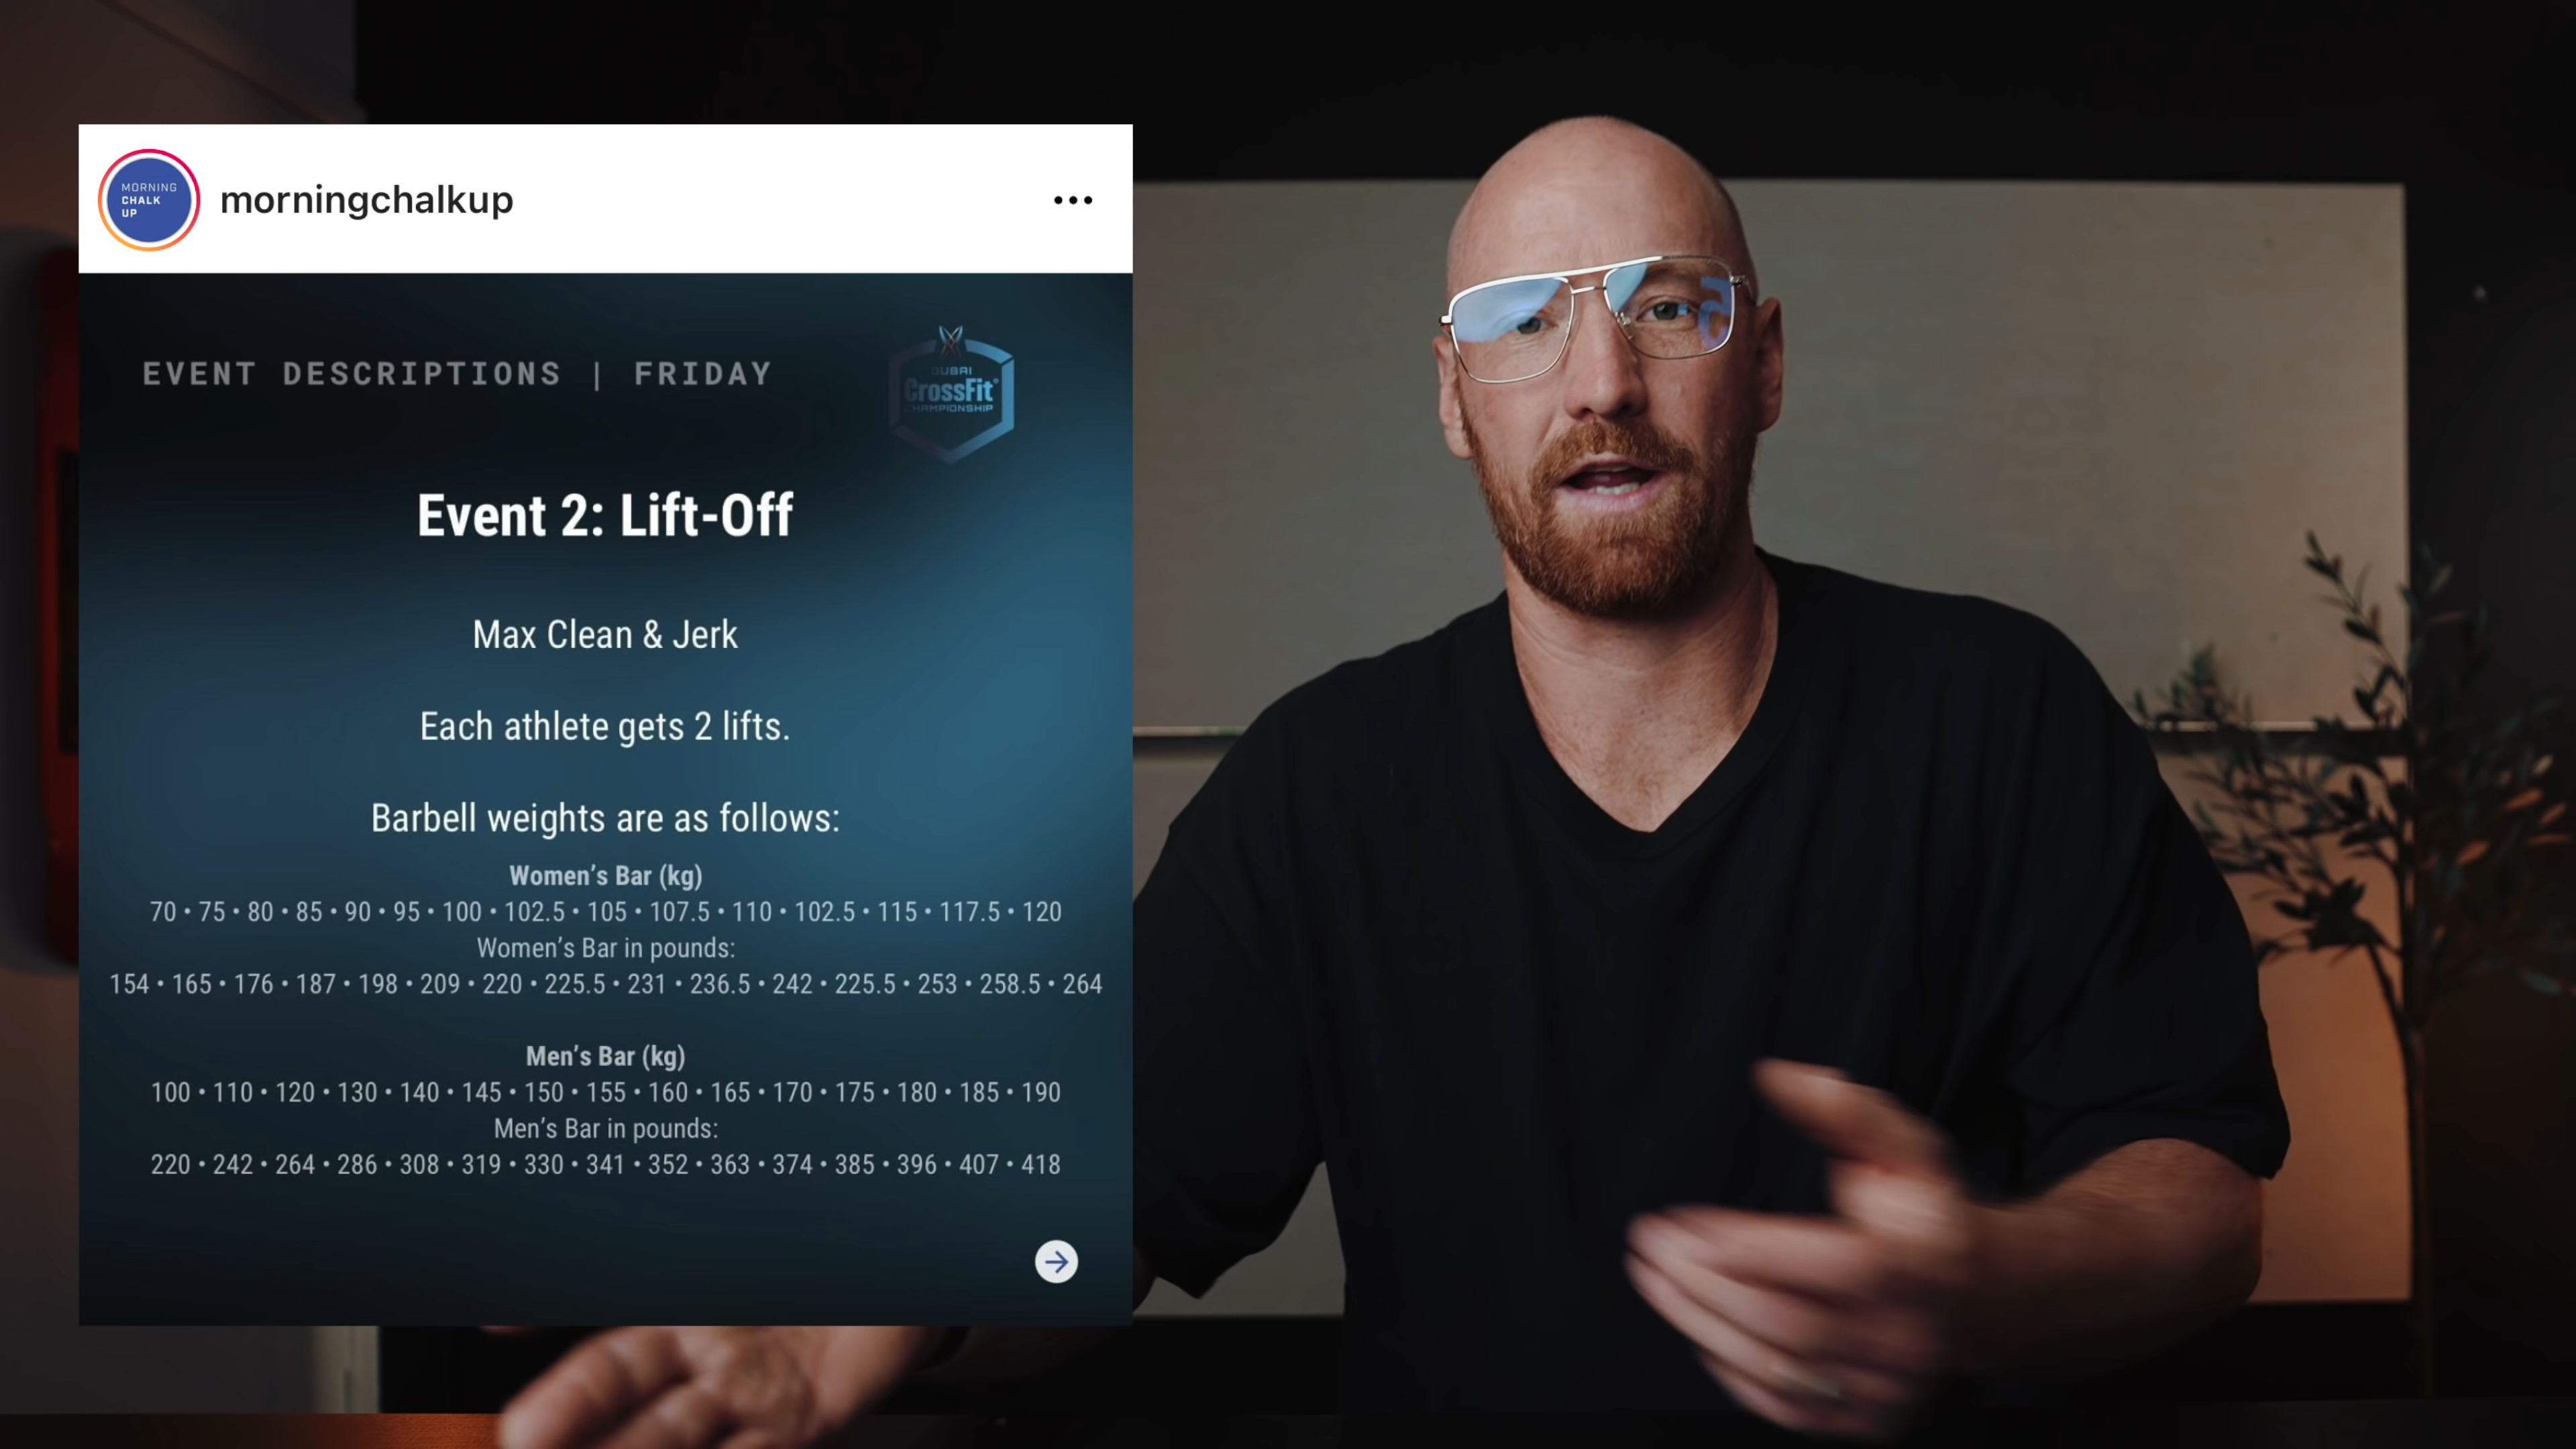 MORNING
CHALK
UP
morningchalkup
EVENT DESCRIPTIONS | FRIDAY
DUBAI
CrossFit®
CHAMPIONSHIP
Event 2: Lift-Off
Max Clean & Jerk
Each athlete gets 2 lifts.
Barbell weights are as follows:
Women’s Bar (kg)
70 • 75 • 80 • 85 • 90 • 95 • 100 • 102.5 • 105 • 107.5 • 110 • 102.5 • 115 • 117.5 • 120
Women’s Bar in pounds:
154 • 165 • 176 • 187 • 198 • 209 • 220 • 225.5 • 231 • 236.5 • 242 • 225.5 • 253 • 258.5 • 264
Men’s Bar (kg)
100 • 110 • 120 • 130 • 140 • 145 • 150 • 155 • 160 • 165 • 170 • 175 • 180 • 185 • 190
Men’s Bar in pounds:
220 • 242 • 264 • 286 • 308 • 319 • 330 • 341 • 352 • 363 • 374 • 385 • 396 • 407 • 418